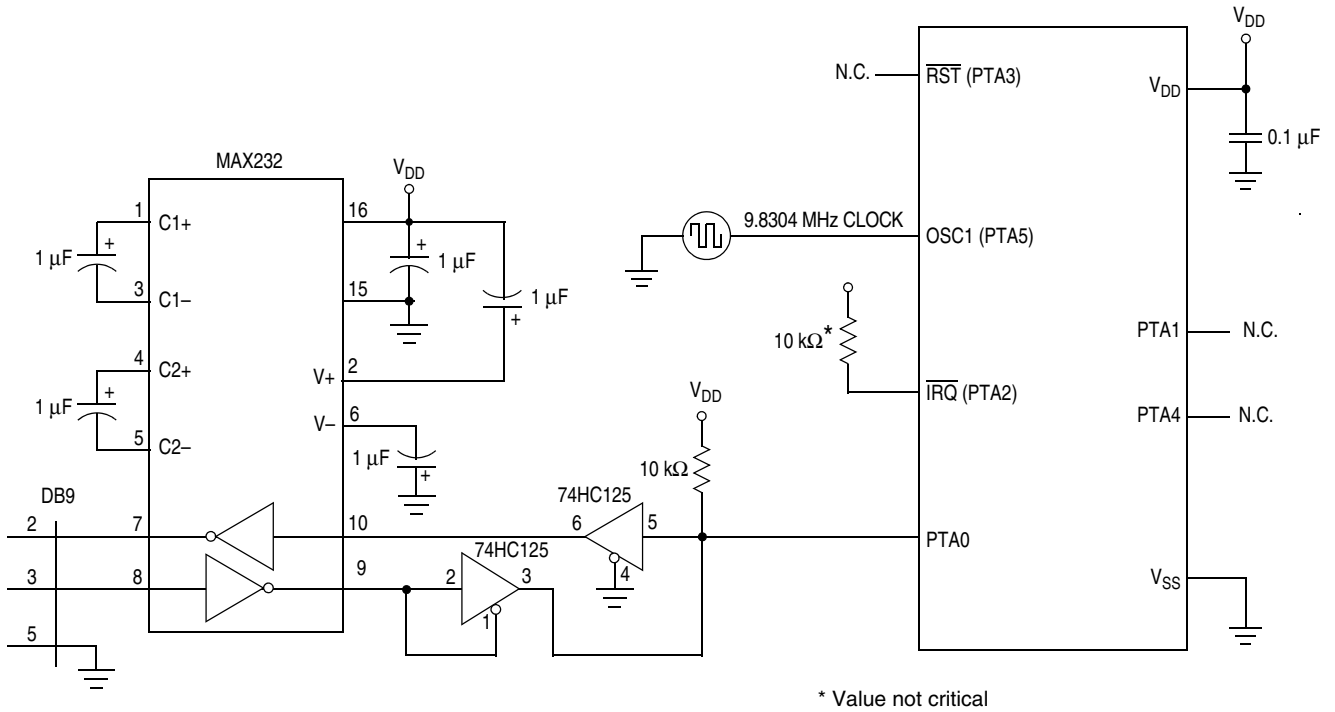 V_DD
N.C.
RST (PTA3)
V_DD
0.1 µF
MAX232
V_DD
1
C1+
16
+
1 µF
+
1 µF
9.8304 MHz CLOCK
OSC1 (PTA5)
3
C1–
15
1 µF
+
10 kΩ*
PTA1
N.C.
4
C2+
V+
2
+
1 µF
V_DD
IRQ (PTA2)
V–
6
PTA4
N.C.
5
C2–
1 µF
+
10 kΩ
DB9
74HC125
2
7
10
6
5
PTA0
74HC125
4
3
8
9
2
3
V_SS
1
5
* Value not critical